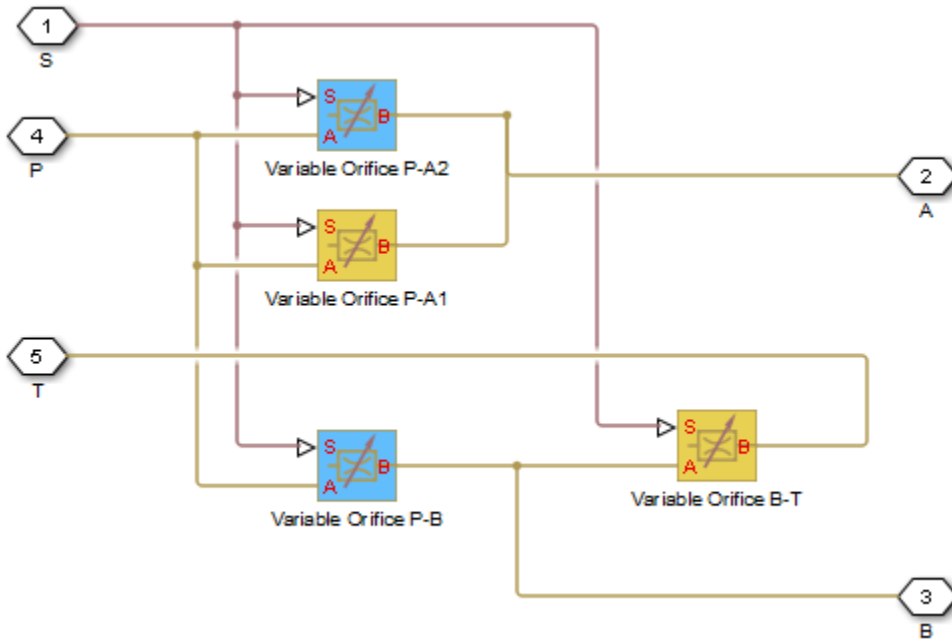 1
S
S
A
B
Variable Orifice P-A2
4
P
2
A
S
A
B
Variable Orifice P-A1
5
T
S
A
B
Variable Orifice B-T
S
A
B
Variable Orifice P-B
3
B